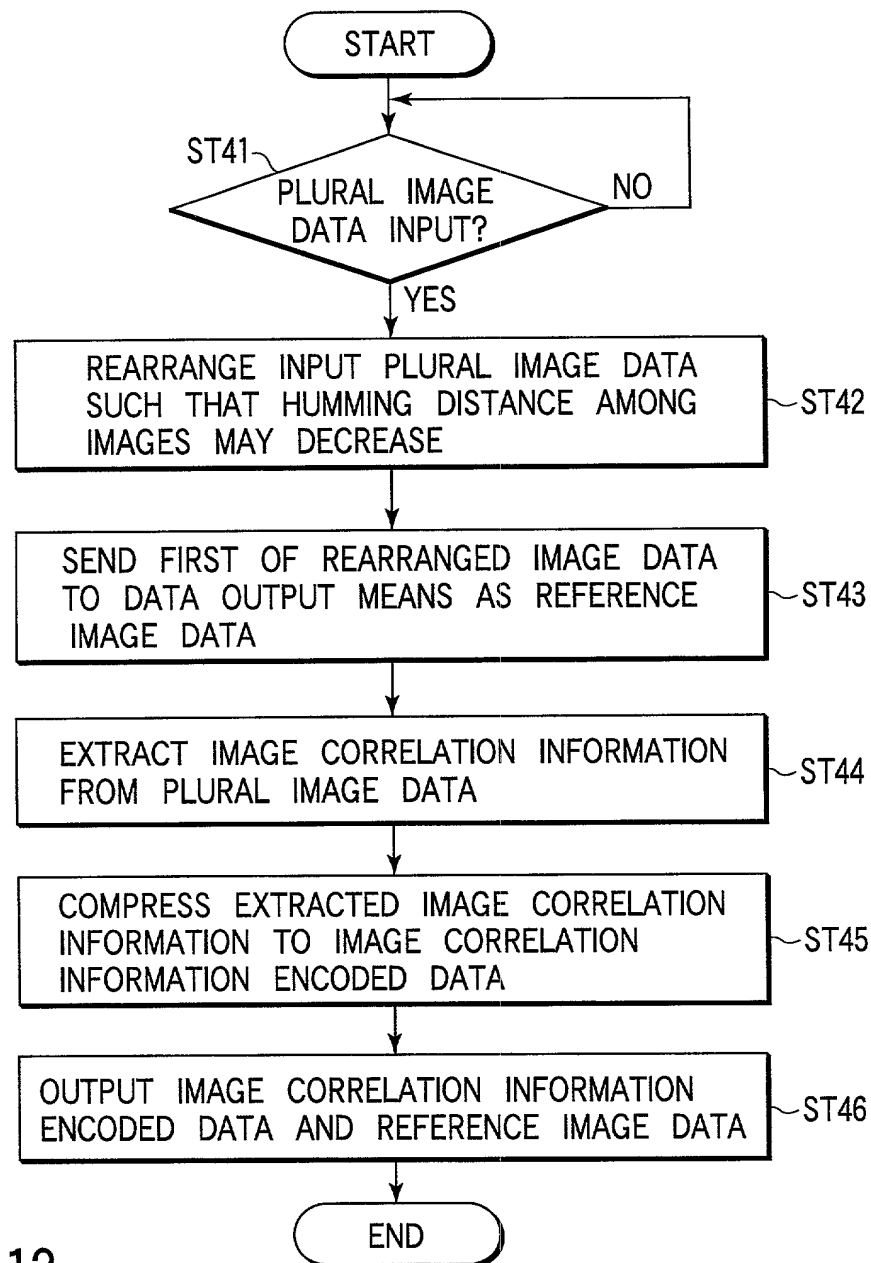 START
ST41
PLURAL IMAGE
DATA INPUT?
NO
YES
REARRANGE INPUT PLURAL IMAGE DATA
SUCH THAT HUMMING DISTANCE AMONG
IMAGES MAY DECREASE
ST42
SEND FIRST OF REARRANGED IMAGE DATA
TO DATA OUTPUT MEANS AS REFERENCE
IMAGE DATA
ST43
EXTRACT IMAGE CORRELATION INFORMATION
FROM PLURAL IMAGE DATA
ST44
COMPRESS EXTRACTED IMAGE CORRELATION
INFORMATION TO IMAGE CORRELATION
INFORMATION ENCODED DATA
ST45
OUTPUT IMAGE CORRELATION INFORMATION
ENCODED DATA AND REFERENCE IMAGE DATA
ST46
END